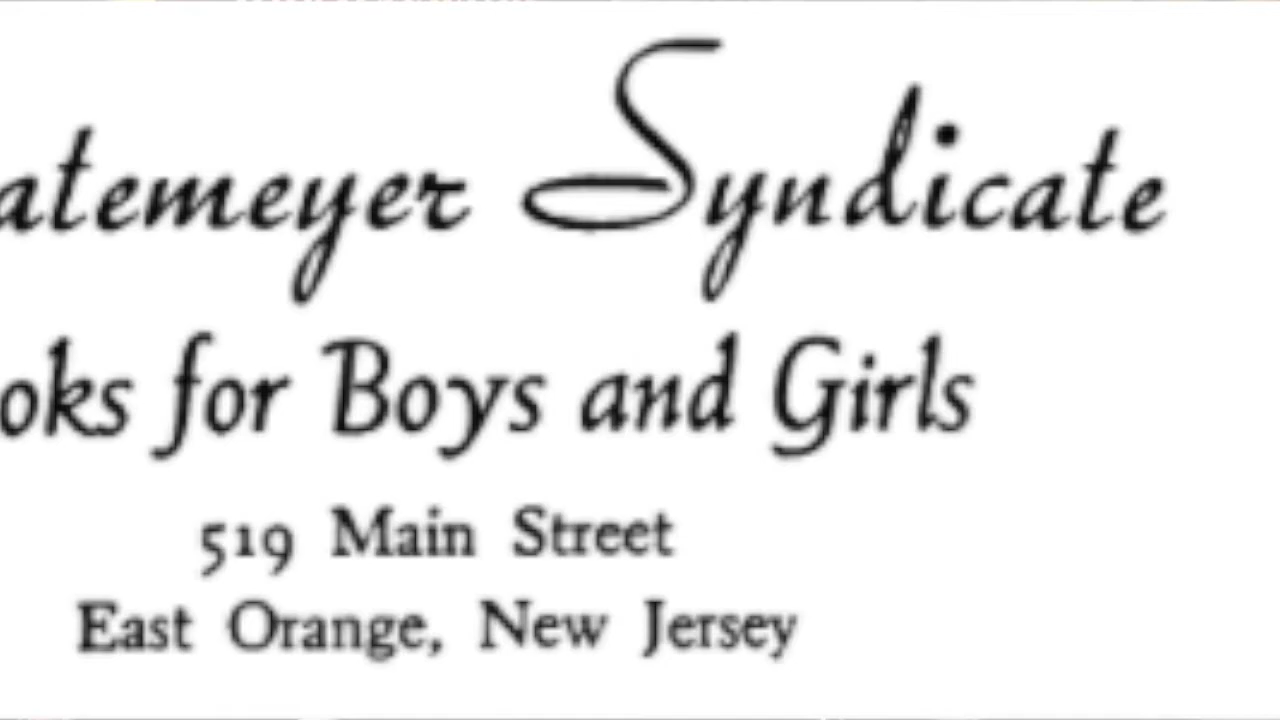 atemeyer Syndicate
oks for Boys and Girls
519 Main Street
East Orange, New Jersey